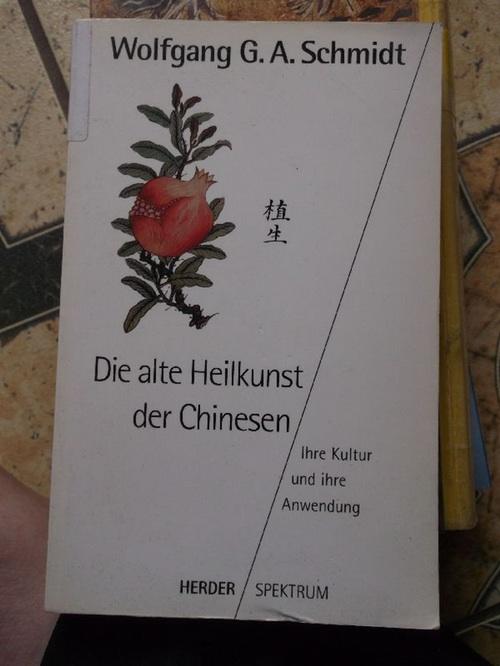 Wolfgang G. A. Schmidt
植
生
Die alte Heilkunst
der Chinesen
Ihre Kultur
und ihre
Anwendung
HERDER SPEKTRUM